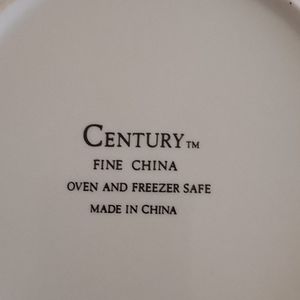 CENTURY™
FINE CHINA
OVEN AND FREEZER SAFE
MADE IN CHINA